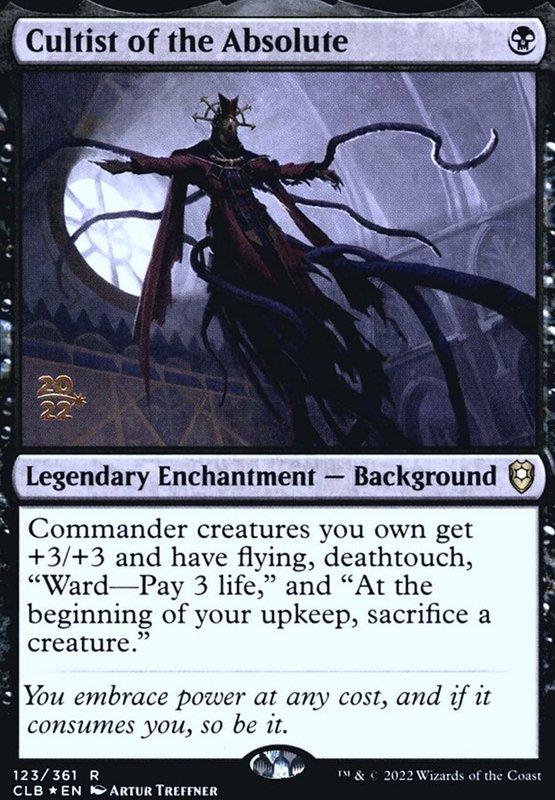 Cultist of the Absolute
20
22
Legendary Enchantment — Background
Commander creatures you own get
+3/+3 and have flying, deathtouch,
“Ward—Pay 3 life,” and “At the
beginning of your upkeep, sacrifice a
creature.”
You embrace power at any cost, and if it
consumes you, so be it.
123/361 R
CLB★EN ARTUR TREFFNER
™ & © 2022 Wizards of the Coast